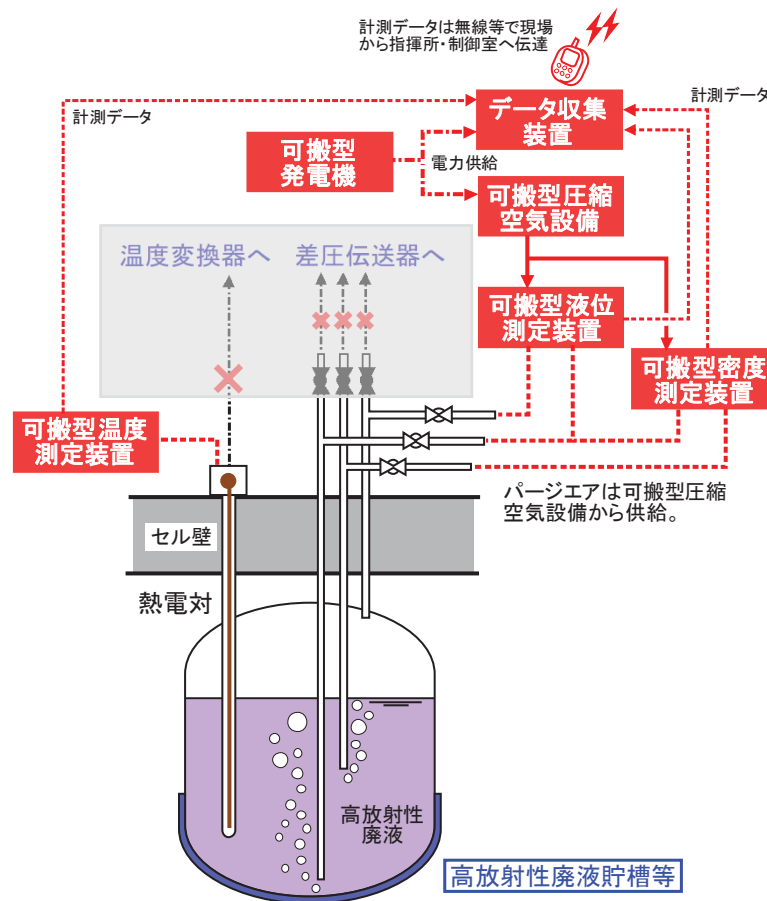 計測データは無線等で現場
から指揮所・制御室へ伝達
計測データ
データ収集
装置
計測データ
可搬型
発電機
電力供給
可搬型圧縮
空気設備
温度変換器へ
差圧伝送器へ
可搬型液位
測定装置
可搬型密度
測定装置
可搬型温度
測定装置
パージエアは可搬型圧縮
空気設備から供給。
セル壁
熱電対
高放射性
廃液
高放射性廃液貯槽等